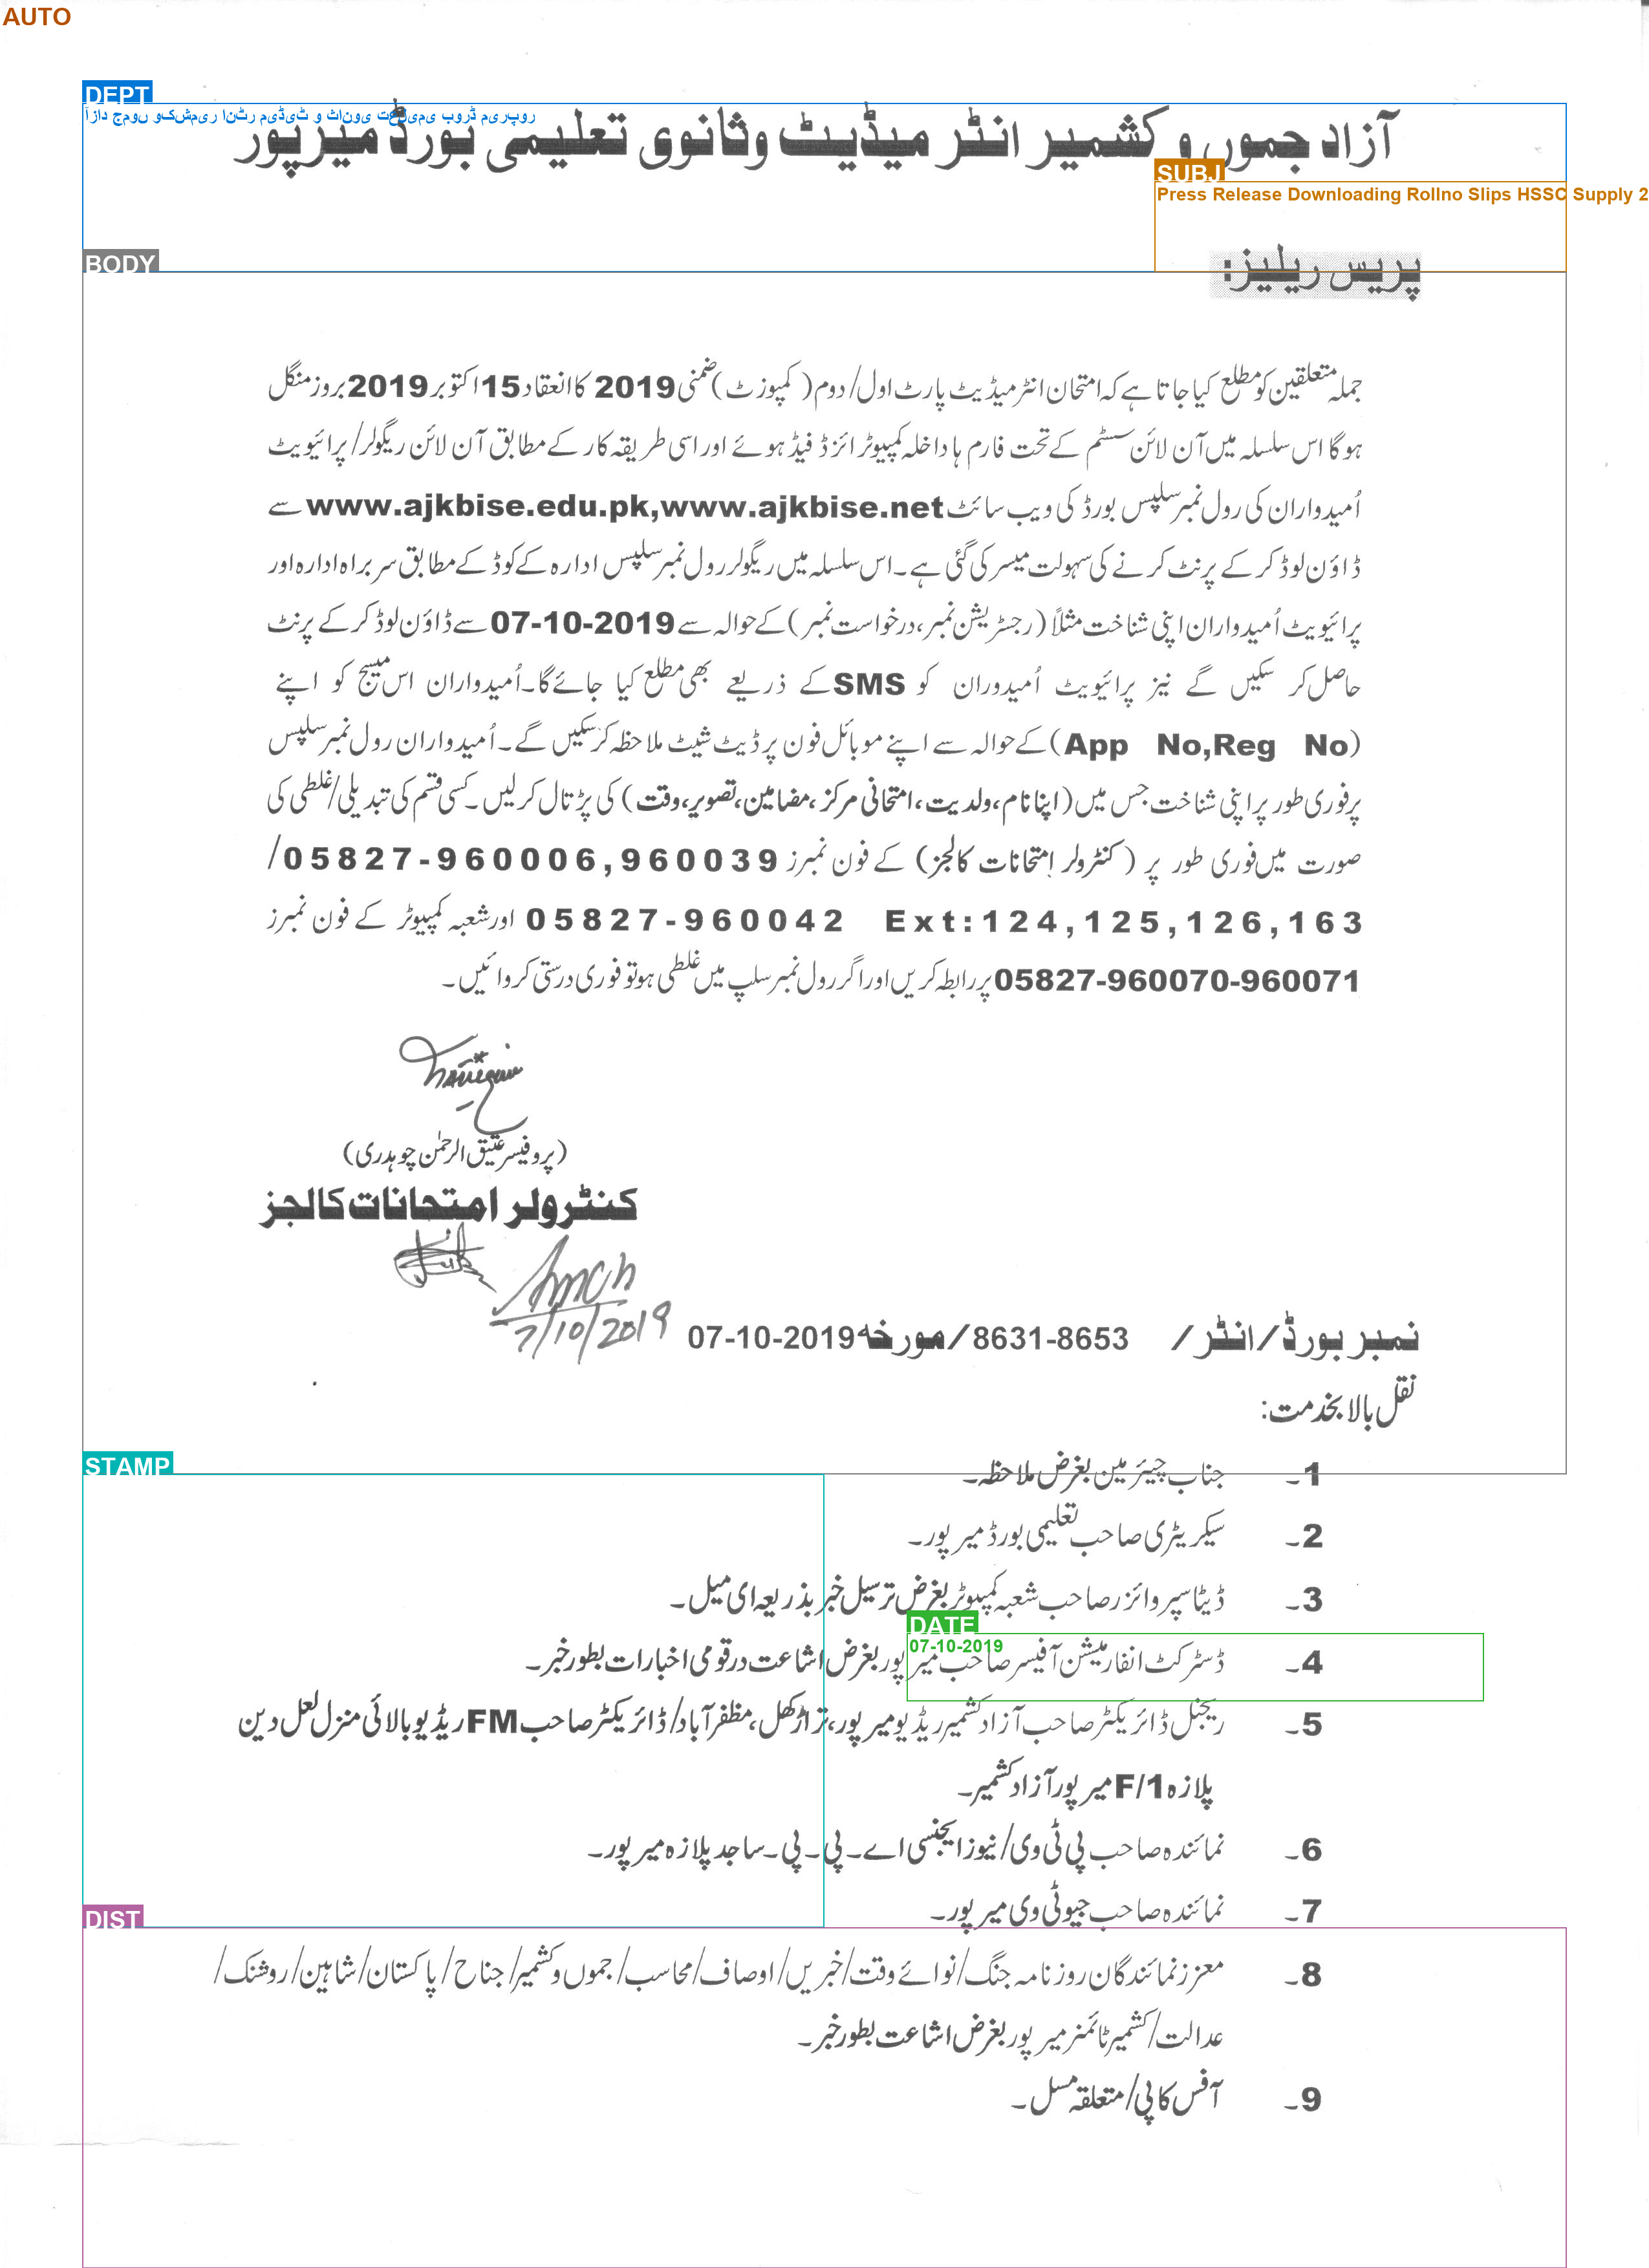 AUTO
DEPT
آزاد جموں وکشمیر انٹر میڈیٹ و ثانوی تعلیمی بورڈ میرپور
آزاد جموں و کشمیر انٹر میڈیٹ وثانوی تعلیمی بورڈ میرپور
SUBJ
Press Release Downloading Rollno Slips HSSC Supply 2
BODY
پریس ریلیز:
جملہ متعلقین کو مطلع کیا جاتا ہے کہ امتحان انٹر میڈیٹ پارٹ اول/دوم (کمپوزٹ) ضمنی 2019 کا انعقاد 15 اکتوبر 2019 بروز منگل
ہوگا اس سلسلہ میں آن لائن سسٹم کے تحت فارم ہا داخلہ کمپیوٹرائزڈ فیڈ ہوئے اور اسی طریقہ کار کے مطابق آن لائن ریگولر/پرائیویٹ
اُمیدواران کی رول نمبر سلپس بورڈ کی ویب سائٹ www.ajkbise.edu.pk,www.ajkbise.net سے
ڈاؤن لوڈ کر کے پرنٹ کرنے کی سہولت میسر کی گئی ہے۔ اس سلسلہ میں ریگولر رول نمبر سلپس ادارہ کے کوڈ کے مطابق سربراہ ادارہ اور
پرائیویٹ اُمیدواران اپنی شناخت مثلاً (رجسٹریشن نمبر، درخواست نمبر) کے حوالہ سے 07-10-2019 سے ڈاؤن لوڈ کر کے پرنٹ
حاصل کر سکیں گے نیز پرائیویٹ اُمیدوران کو SMS کے ذریعے بھی مطلع کیا جائے گا۔ اُمیدواران اس میسج کو اپنے
(App No,Reg No) کے حوالہ سے اپنے موبائل فون پر ڈیٹ شیٹ ملاحظہ کر سکیں گے۔ اُمیدواران رول نمبر سلپس
پر فوری طور پر اپنی شناخت جس میں (اپنا نام، ولدیت، امتحانی مرکز، مضامین، تصویر، وقت) کی پڑتال کر لیں۔ کسی قسم کی تبدیلی/غلطی کی
صورت میں فوری طور پر (کنٹرولر امتحانات کالجز) کے فون نمبرز 05827-960006,960039/
05827-960042 Ext:124,125,126,163 اور شعبہ کمپیوٹر کے فون نمبرز
05827-960070-960071 پر رابطہ کریں اور اگر رول نمبر سلپ میں غلطی ہو تو فوری درستی کروائیں۔
(پروفیسر عتیق الرحمٰن چوہدری)
کنٹرولر امتحانات کالجز
7/10/2019
نمبر بورڈ/انٹر/ 8631-8653/مورخہ 07-10-2019
نقل بالا بخدمت:
STAMP
1۔ جناب چیئرمین بغرض ملاحظہ۔
2۔ سیکریٹری صاحب تعلیمی بورڈ میرپور۔
3۔ ڈیٹا سپروائزر صاحب شعبہ کمپیوٹر بغرض ترسیل خبر بذریعہ ای میل۔
DATE
07-10-2019
4۔ ڈسٹرکٹ انفارمیشن آفیسر صاحب میرپور بغرض اشاعت در قومی اخبارات بطور خبر۔
5۔ ریجنل ڈائریکٹر صاحب آزاد کشمیر ریڈیو میرپور، تراڑکھل، مظفر آباد/ڈائریکٹر صاحب FM ریڈیو بالائی منزل لعل دین
پلازہ F/1 میرپور آزاد کشمیر۔
6۔ نمائندہ صاحب پی ٹی وی/نیوز ایجنسی اے۔ پی۔ پی۔ ساجد پلازہ میرپور۔
7۔ نمائندہ صاحب جیو ٹی وی میرپور۔
DIST
8۔ معزز نمائندگان روزنامہ جنگ/نوائے وقت/خبریں/اوصاف/محاسب/جموں وکشمیر/جناح/پاکستان/شاہین/روشنک/
عدالت/کشمیر ٹائمنز میرپور بغرض اشاعت بطور خبر۔
9۔ آفس کاپی/متعلقہ مسل۔